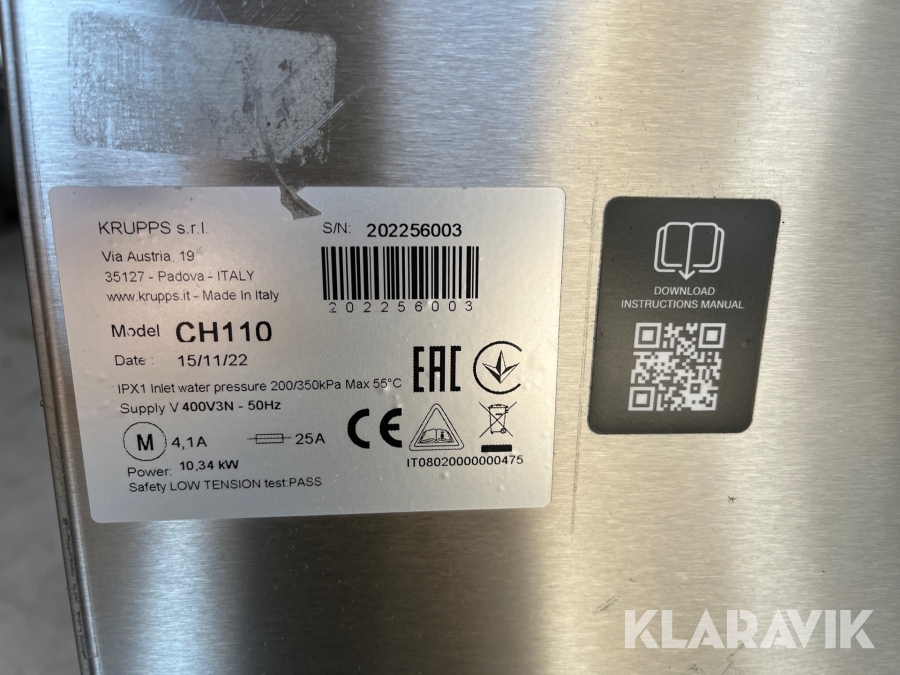 KRUPPS s.r.l.
Via Austria, 19
35127 - Padova - ITALY
www.krupps.it - Made In Italy
S/N: 202256003
202256003
Model CH110
Date : 15/11/22
IPX1 Inlet water pressure 200/350kPa Max 55°C
Supply V 400V3N - 50Hz
M 4,1A 25A
Power: 10,34 kW
Safety LOW TENSION test:PASS
EAC
CE
IT08020000000475
DOWNLOAD
INSTRUCTIONS MANUAL
KLARAVIK